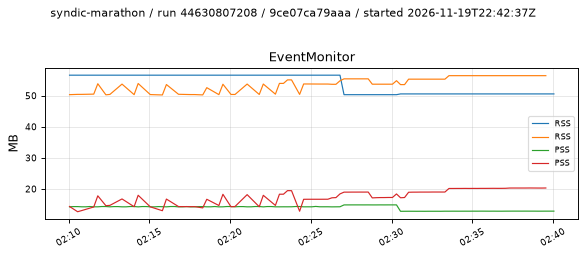 syndic-marathon / run 44630807208 / 9ce07ca79aaa / started 2026-11-19T22:42:37Z
EventMonitor
MB
50
40
30
20
RSS
RSS
PSS
PSS
02:10
02:15
02:20
02:25
02:30
02:35
02:40